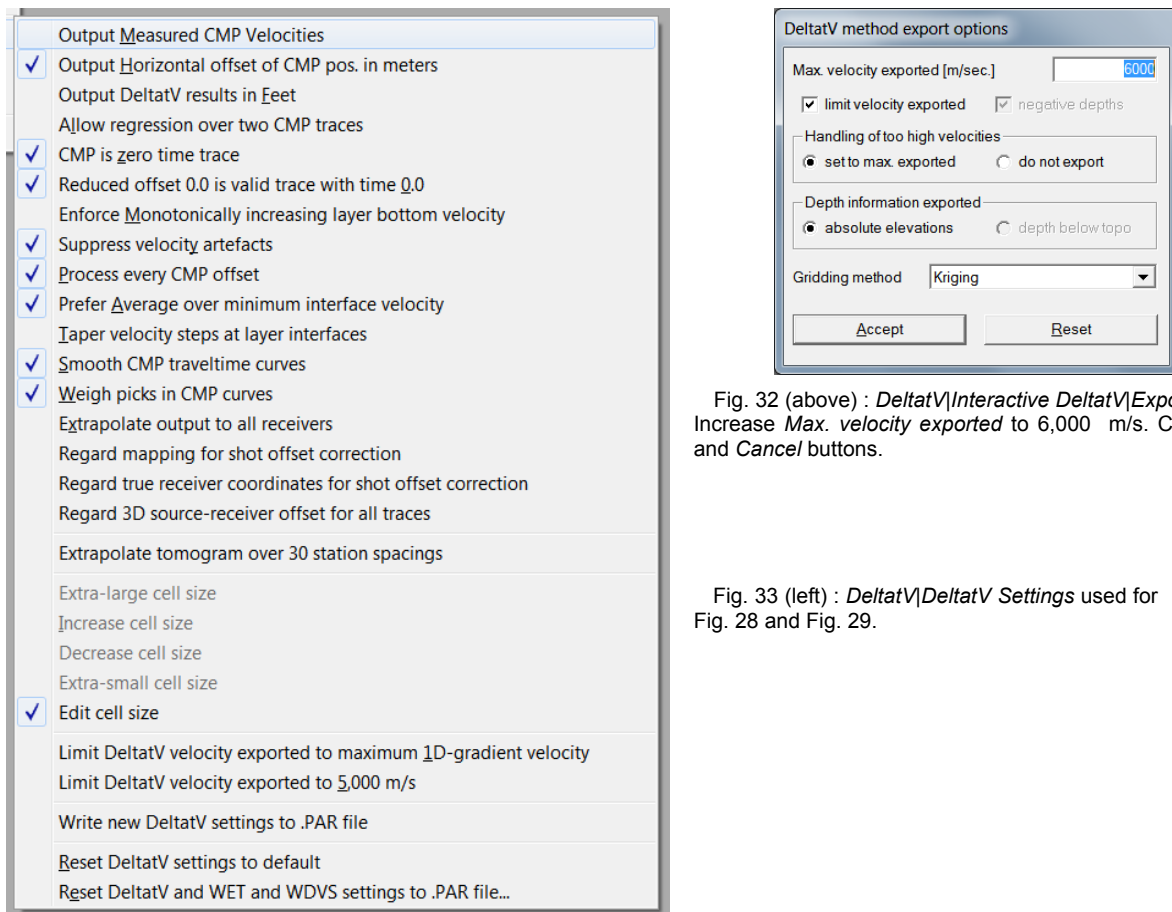 Output Measured CMP Velocities
Output Horizontal offset of CMP pos. in meters
Output DeltatV results in Feet
Allow regression over two CMP traces
CMP is zero time trace
Reduced offset 0.0 is valid trace with time 0.0
Enforce Monotonically increasing layer bottom velocity
Suppress velocity artefacts
Process every CMP offset
Prefer Average over minimum interface velocity
Taper velocity steps at layer interfaces
Smooth CMP traveltime curves
Weigh picks in CMP curves
Extrapolate output to all receivers
Regard mapping for shot offset correction
Regard true receiver coordinates for shot offset correction
Regard 3D source-receiver offset for all traces
Extrapolate tomogram over 30 station spacings
Extra-large cell size
Increase cell size
Decrease cell size
Extra-small cell size
Edit cell size
Limit DeltatV velocity exported to maximum 1D-gradient velocity
Limit DeltatV velocity exported to 5,000 m/s
Write new DeltatV settings to .PAR file
Reset DeltatV settings to default
Reset DeltatV and WET and WDVS settings to .PAR file...
DeltatV method export options
Max. velocity exported [m/sec.] 6000
limit velocity exported negative depths
Handling of too high velocities
set to max. exported do not export
Depth information exported
absolute elevations depth below topo
Gridding method Kriging
Accept Reset
Fig. 32 (above) : DeltatV|Interactive DeltatV|Expo
Increase Max. velocity exported to 6,000 m/s. C
and Cancel buttons.
Fig. 33 (left) : DeltatV|DeltatV Settings used for
Fig. 28 and Fig. 29.